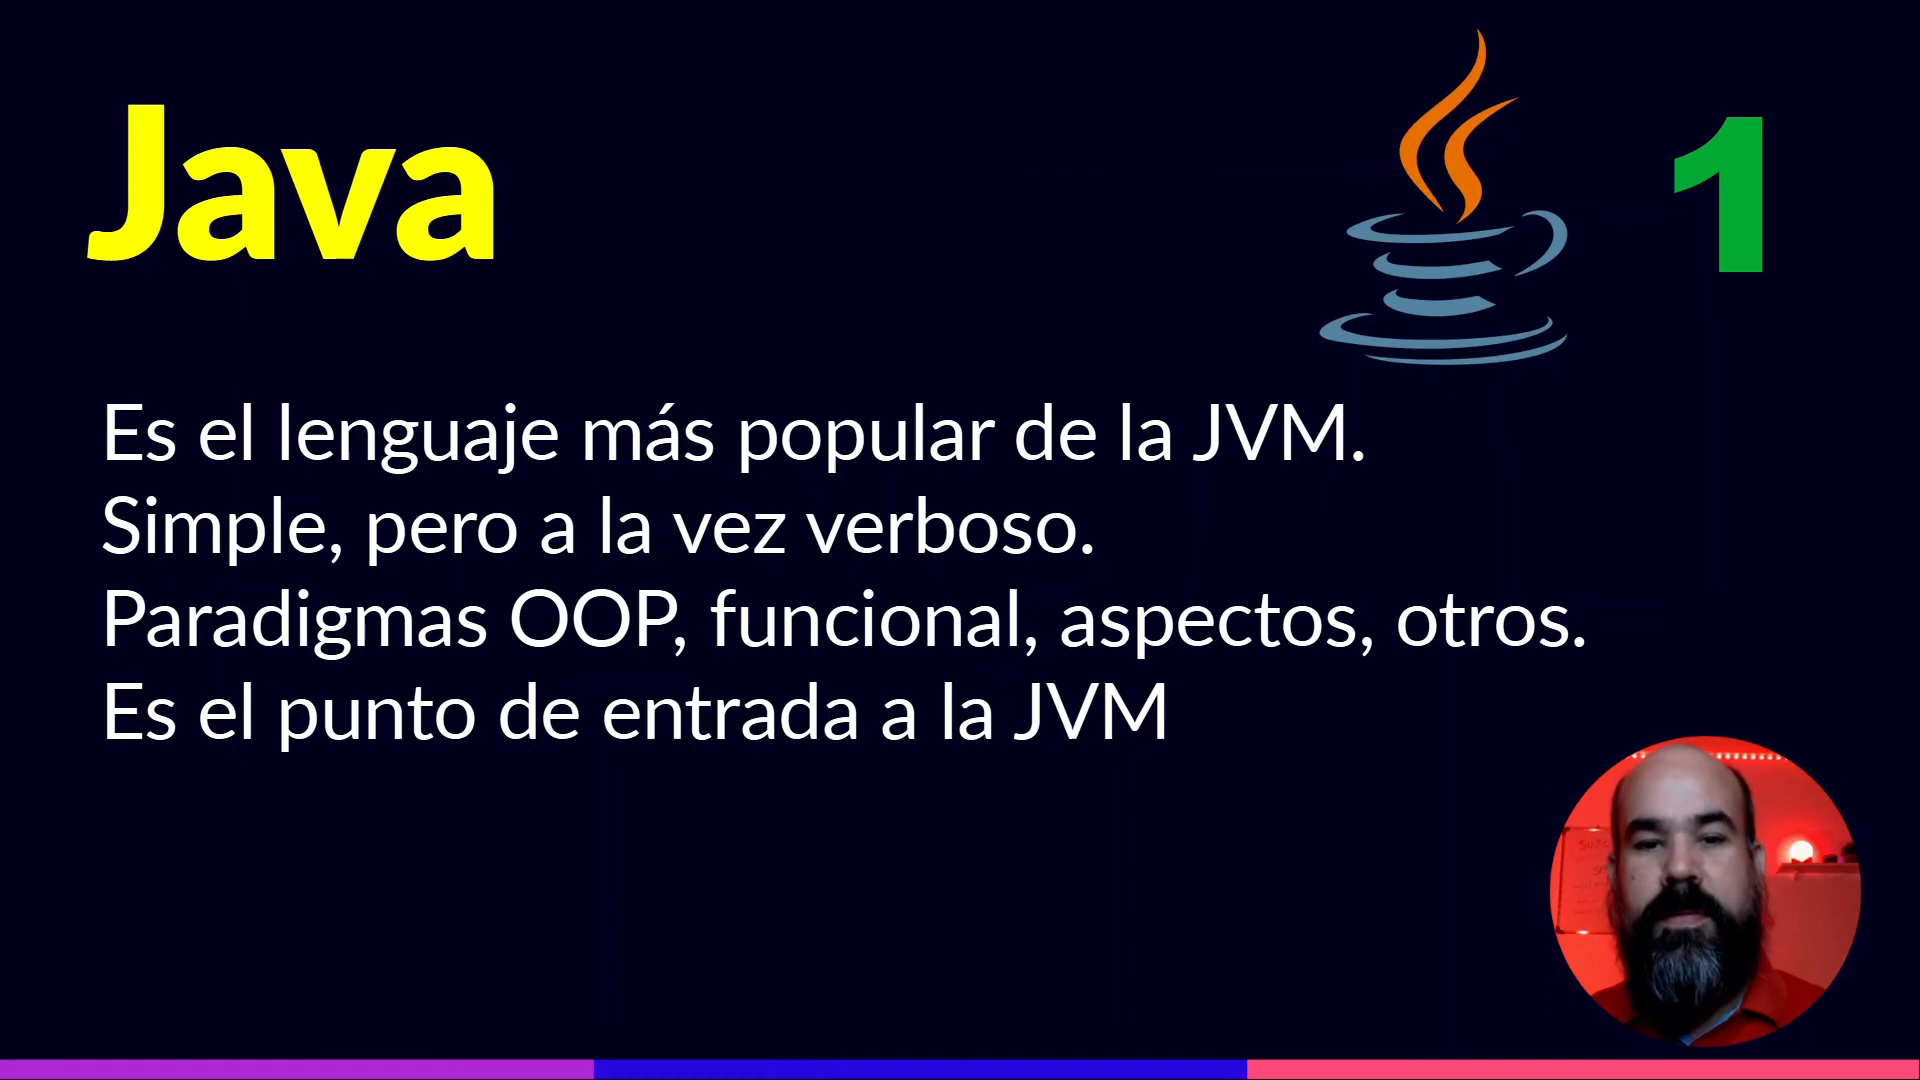 Java
1
Es el lenguaje más popular de la JVM.
Simple, pero a la vez verboso.
Paradigmas OOP, funcional, aspectos, otros.
Es el punto de entrada a la JVM